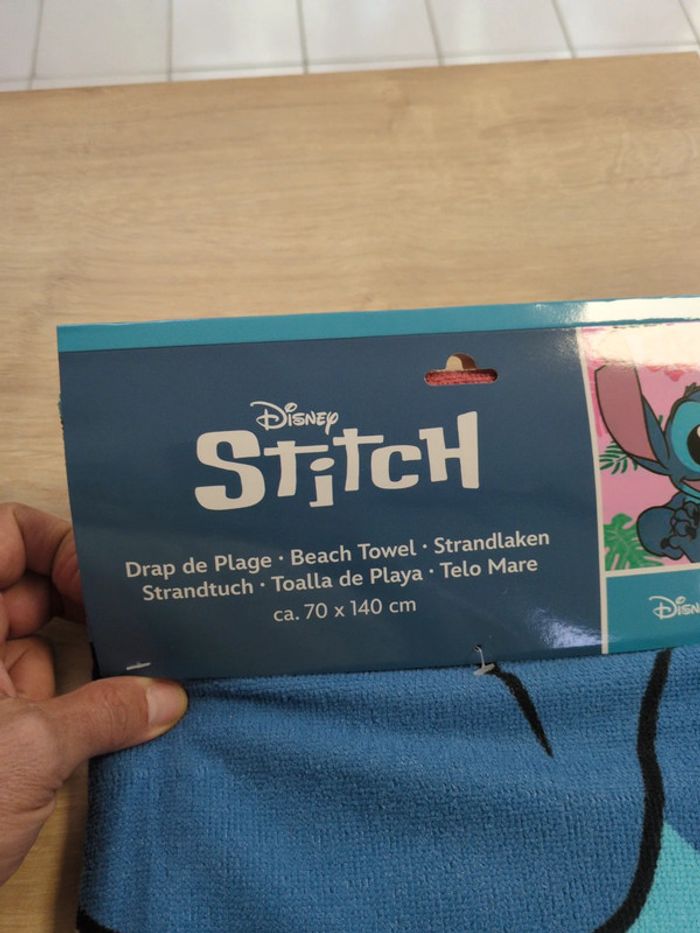 Disney
Stitch
Drap de Plage · Beach Towel · Strandlaken
Strandtuch · Toalla de Playa · Telo Mare
ca. 70 x 140 cm